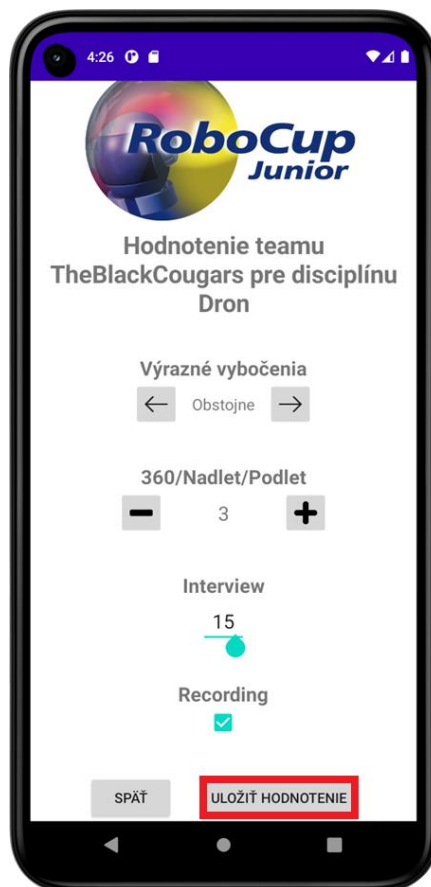 4:26
RoboCup
Junior
Hodnotenie teamu
TheBlackCougars pre disciplínu
Dron
Výrazné vybočenia
Obstojne
360/Nadlet/Podlet
3
Interview
15
Recording
SPÄŤ
ULOŽIŤ HODNOTENIE